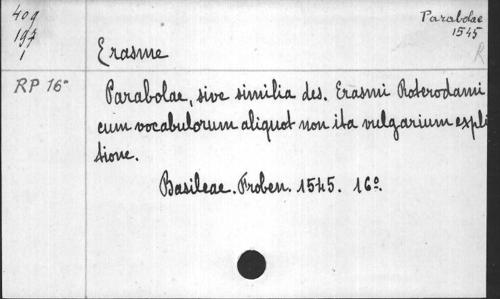 409
197
1
Parabolae
1545
R
Erasme
RP 16°
Parabolae, sive similia des. Erasmi Roterodami
cum vocabulorum aliquot non ita vulgarium expli
tione.
Basileae. Froben. 1545. 16°.